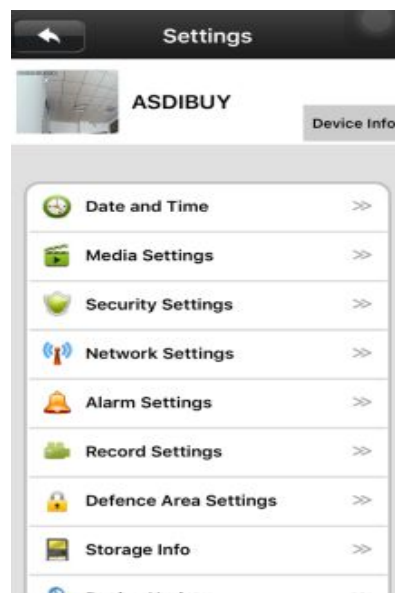 Settings
ASDIBUY
Device Info
Date and Time
Media Settings
Security Settings
Network Settings
Alarm Settings
Record Settings
Defence Area Settings
Storage Info